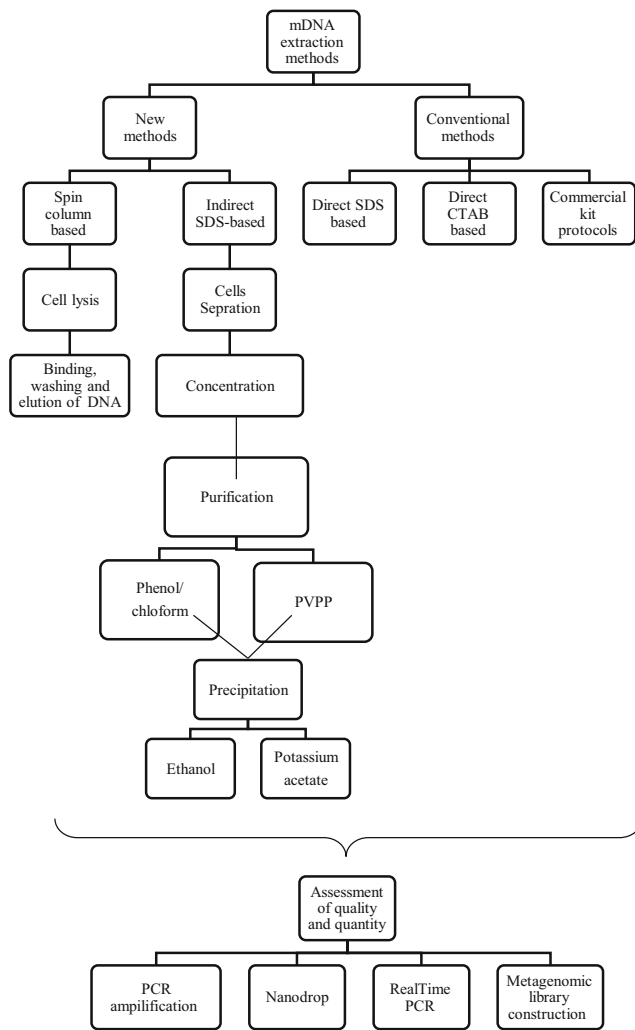 mDNA
extraction
methods
New
methods
Conventional
methods
Spin
column
based
Indirect
SDS-based
Direct SDS
based
Direct
CTAB
based
Commercial
kit
protocols
Cell lysis
Cells
Sepration
Binding,
washing and
elution of DNA
Concentration
Purification
Phenol/
chloform
PVPP
Precipitation
Ethanol
Potassium
acetate
Assessment
of quality
and quantity
PCR
ampilification
Nanodrop
RealTime
PCR
Metagenomic
library
construction